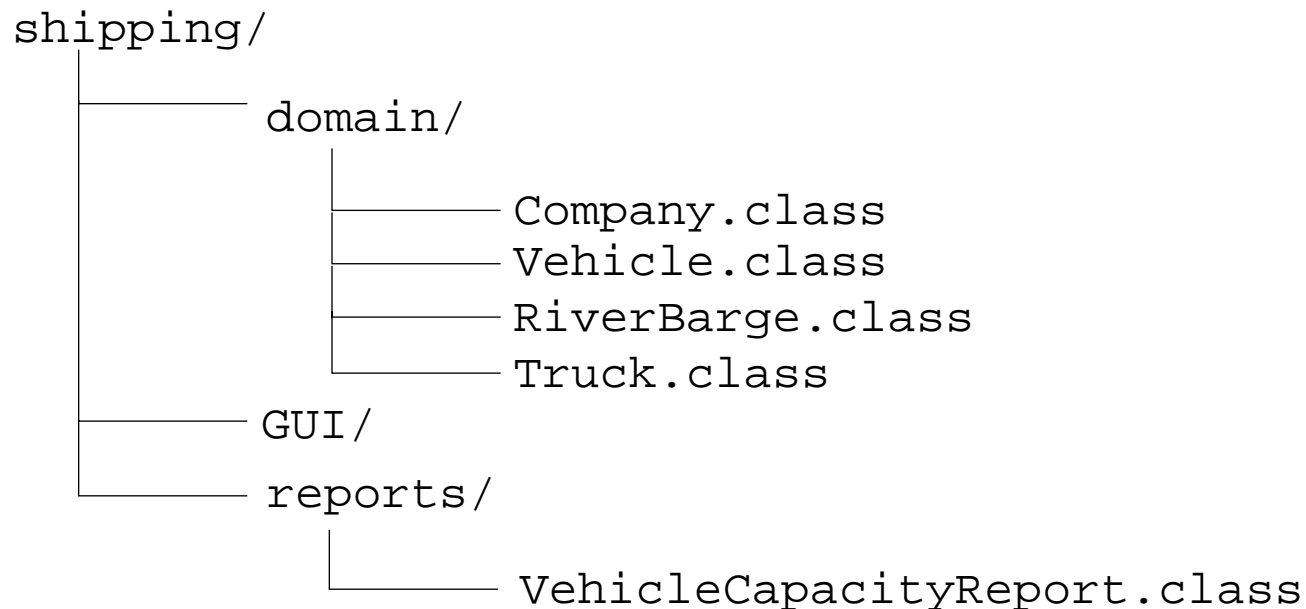 shipping/
domain/
Company.class
Vehicle.class
RiverBarge.class
Truck.class
GUI/
reports/
VehicleCapacityReport.class